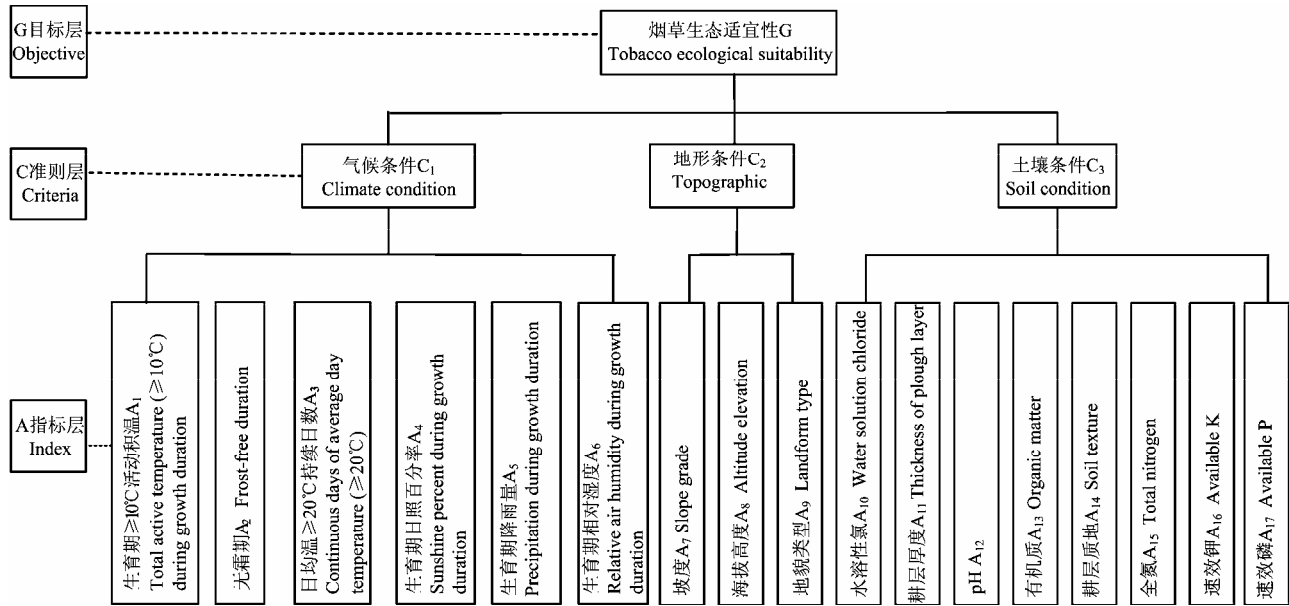 G目标层
Objective
烟草生态适宜性G
Tobacco ecological suitability
C准则层
Criteria
气候条件C₁
Climate condition
地形条件C₂
Topographic
土壤条件C₃
Soil condition
A指标层
Index
生育期≥10℃活动积温A₁
Total active temperature (≥10℃)
during growth duration
无霜期A₂ Frost-free duration
日均温≥20℃持续日数A₃
Continuous days of average day
temperature (≥20℃)
生育期日照百分率A₄
Sunshine percent during growth
duration
生育期降雨量A₅
Precipitation during growth duration
生育期相对湿度A₆
Relative air humidity during growth
duration
坡度A₇ Slope grade
海拔高度A₈ Altitude elevation
地貌类型A₉ Landform type
水溶性氯A₁₀ Water solution chloride
耕层厚度A₁₁ Thickness of plough layer
pH A₁₂
有机质A₁₃ Organic matter
耕层质地A₁₄ Soil texture
全氮A₁₅ Total nitrogen
速效钾A₁₆ Available K
速效磷A₁₇ Available P